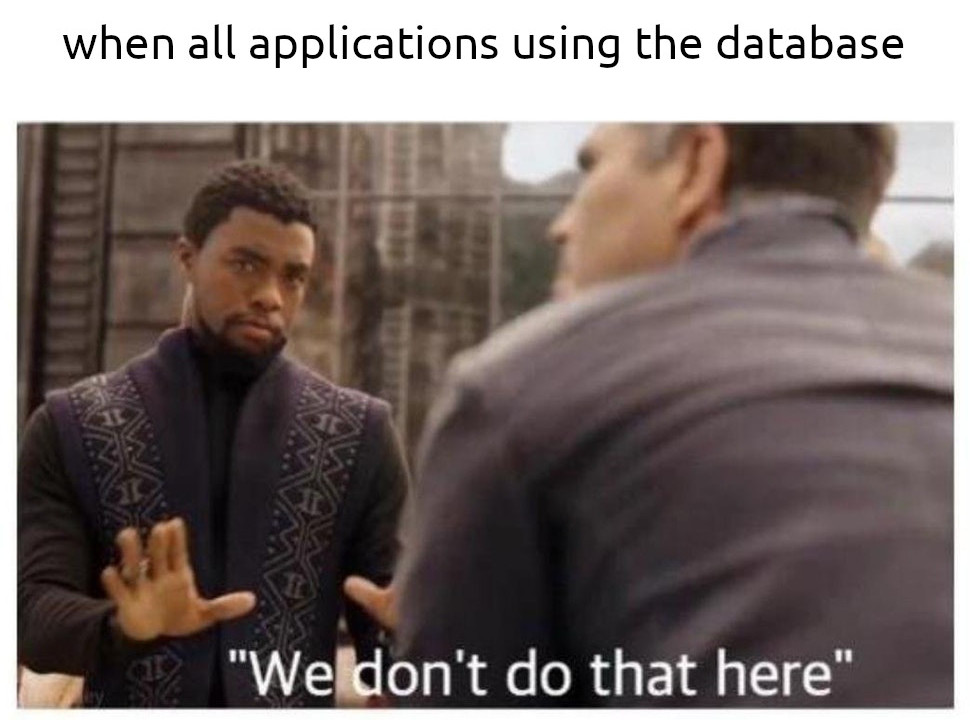 when all applications using the database
"We don't do that here"